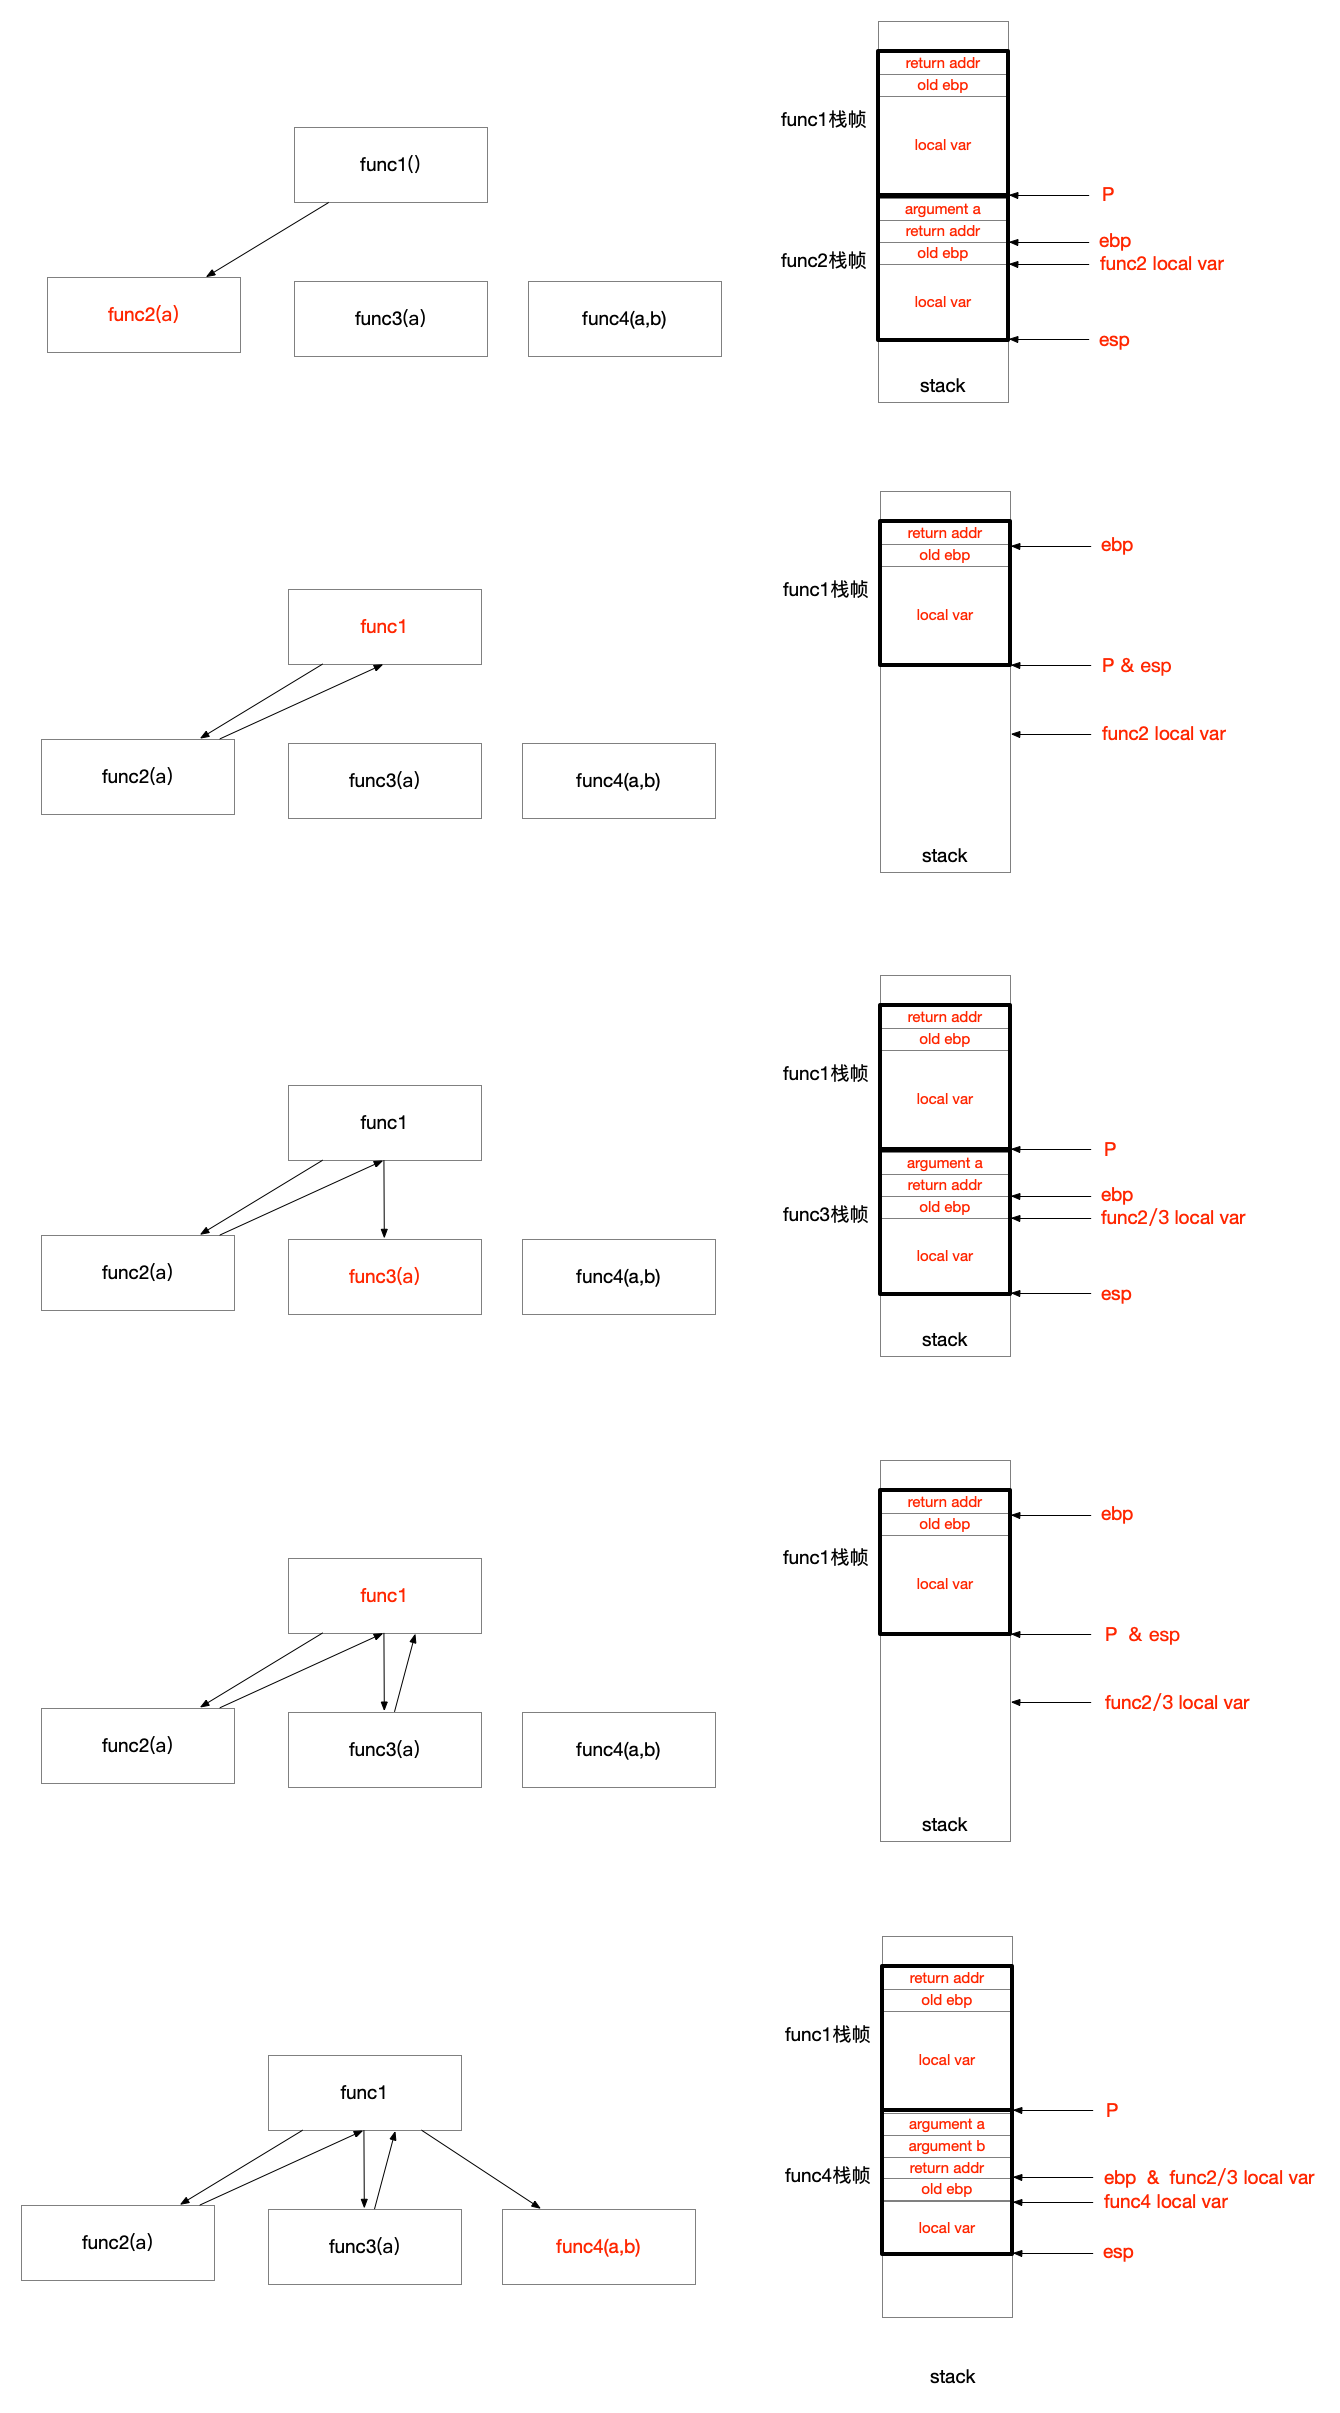 return addr
old ebp
func1栈帧
local var
func1()
P
argument a
return addr
ebp
func2栈帧
old ebp
func2 local var
func2(a)
func3(a)
func4(a,b)
local var
esp
stack
return addr
ebp
old ebp
func1栈帧
func1
local var
P & esp
func2 local var
func2(a)
func3(a)
func4(a,b)
stack
return addr
old ebp
func1栈帧
local var
func1
P
argument a
return addr
ebp
func3栈帧
old ebp
func2/3 local var
func2(a)
func3(a)
func4(a,b)
local var
esp
stack
return addr
ebp
old ebp
func1栈帧
func1
local var
P & esp
func2/3 local var
func2(a)
func3(a)
func4(a,b)
stack
return addr
old ebp
func1栈帧
local var
func1
P
argument a
argument b
return addr
func4栈帧
ebp & func2/3 local var
old ebp
func4 local var
local var
func2(a)
func3(a)
func4(a,b)
esp
stack